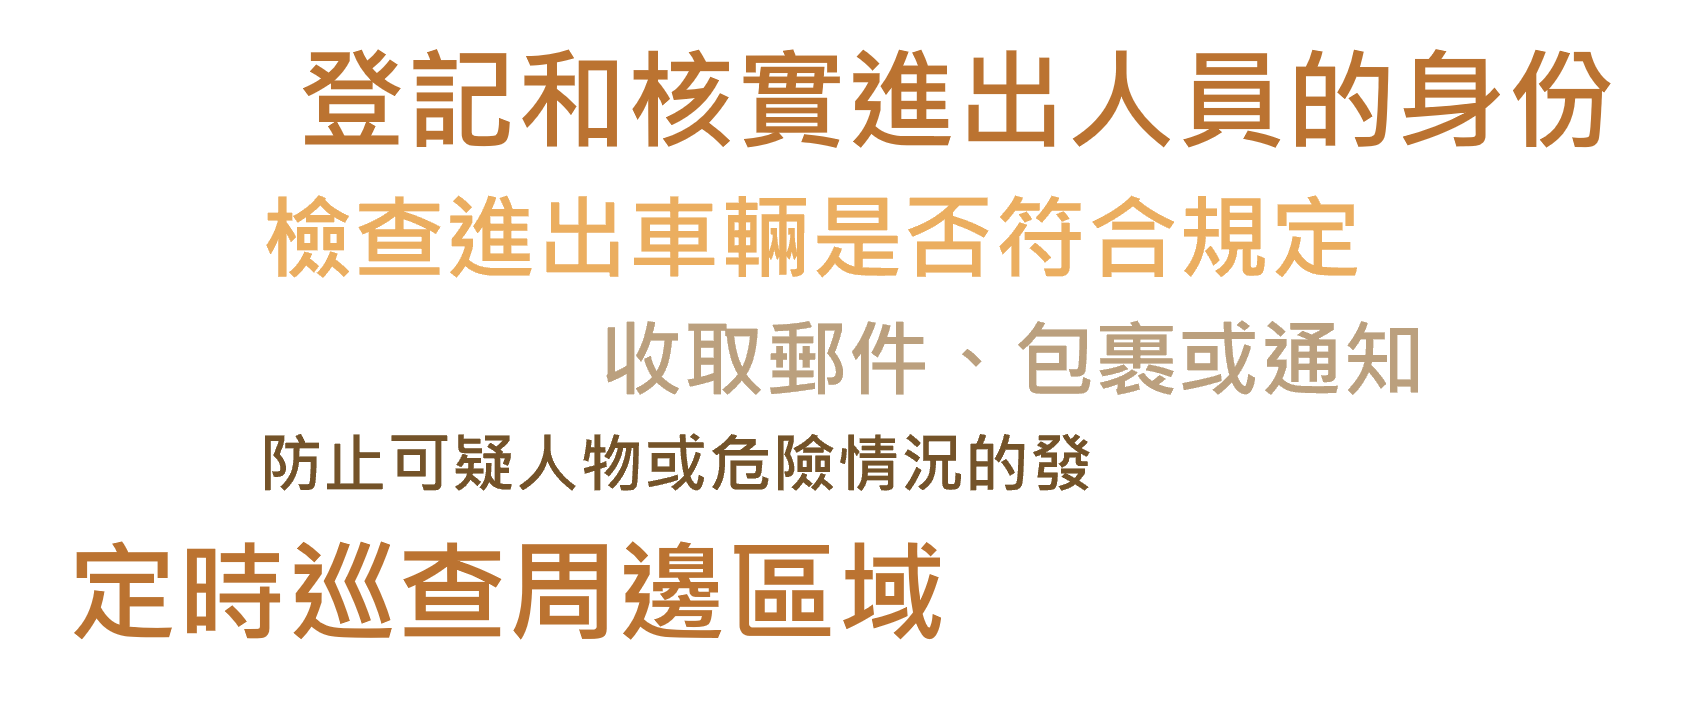 登記和核實進出人員的身份
檢查進出車輛是否符合規定
收取郵件、包裹或通知
防止可疑人物或危險情況的發
定時巡查周邊區域